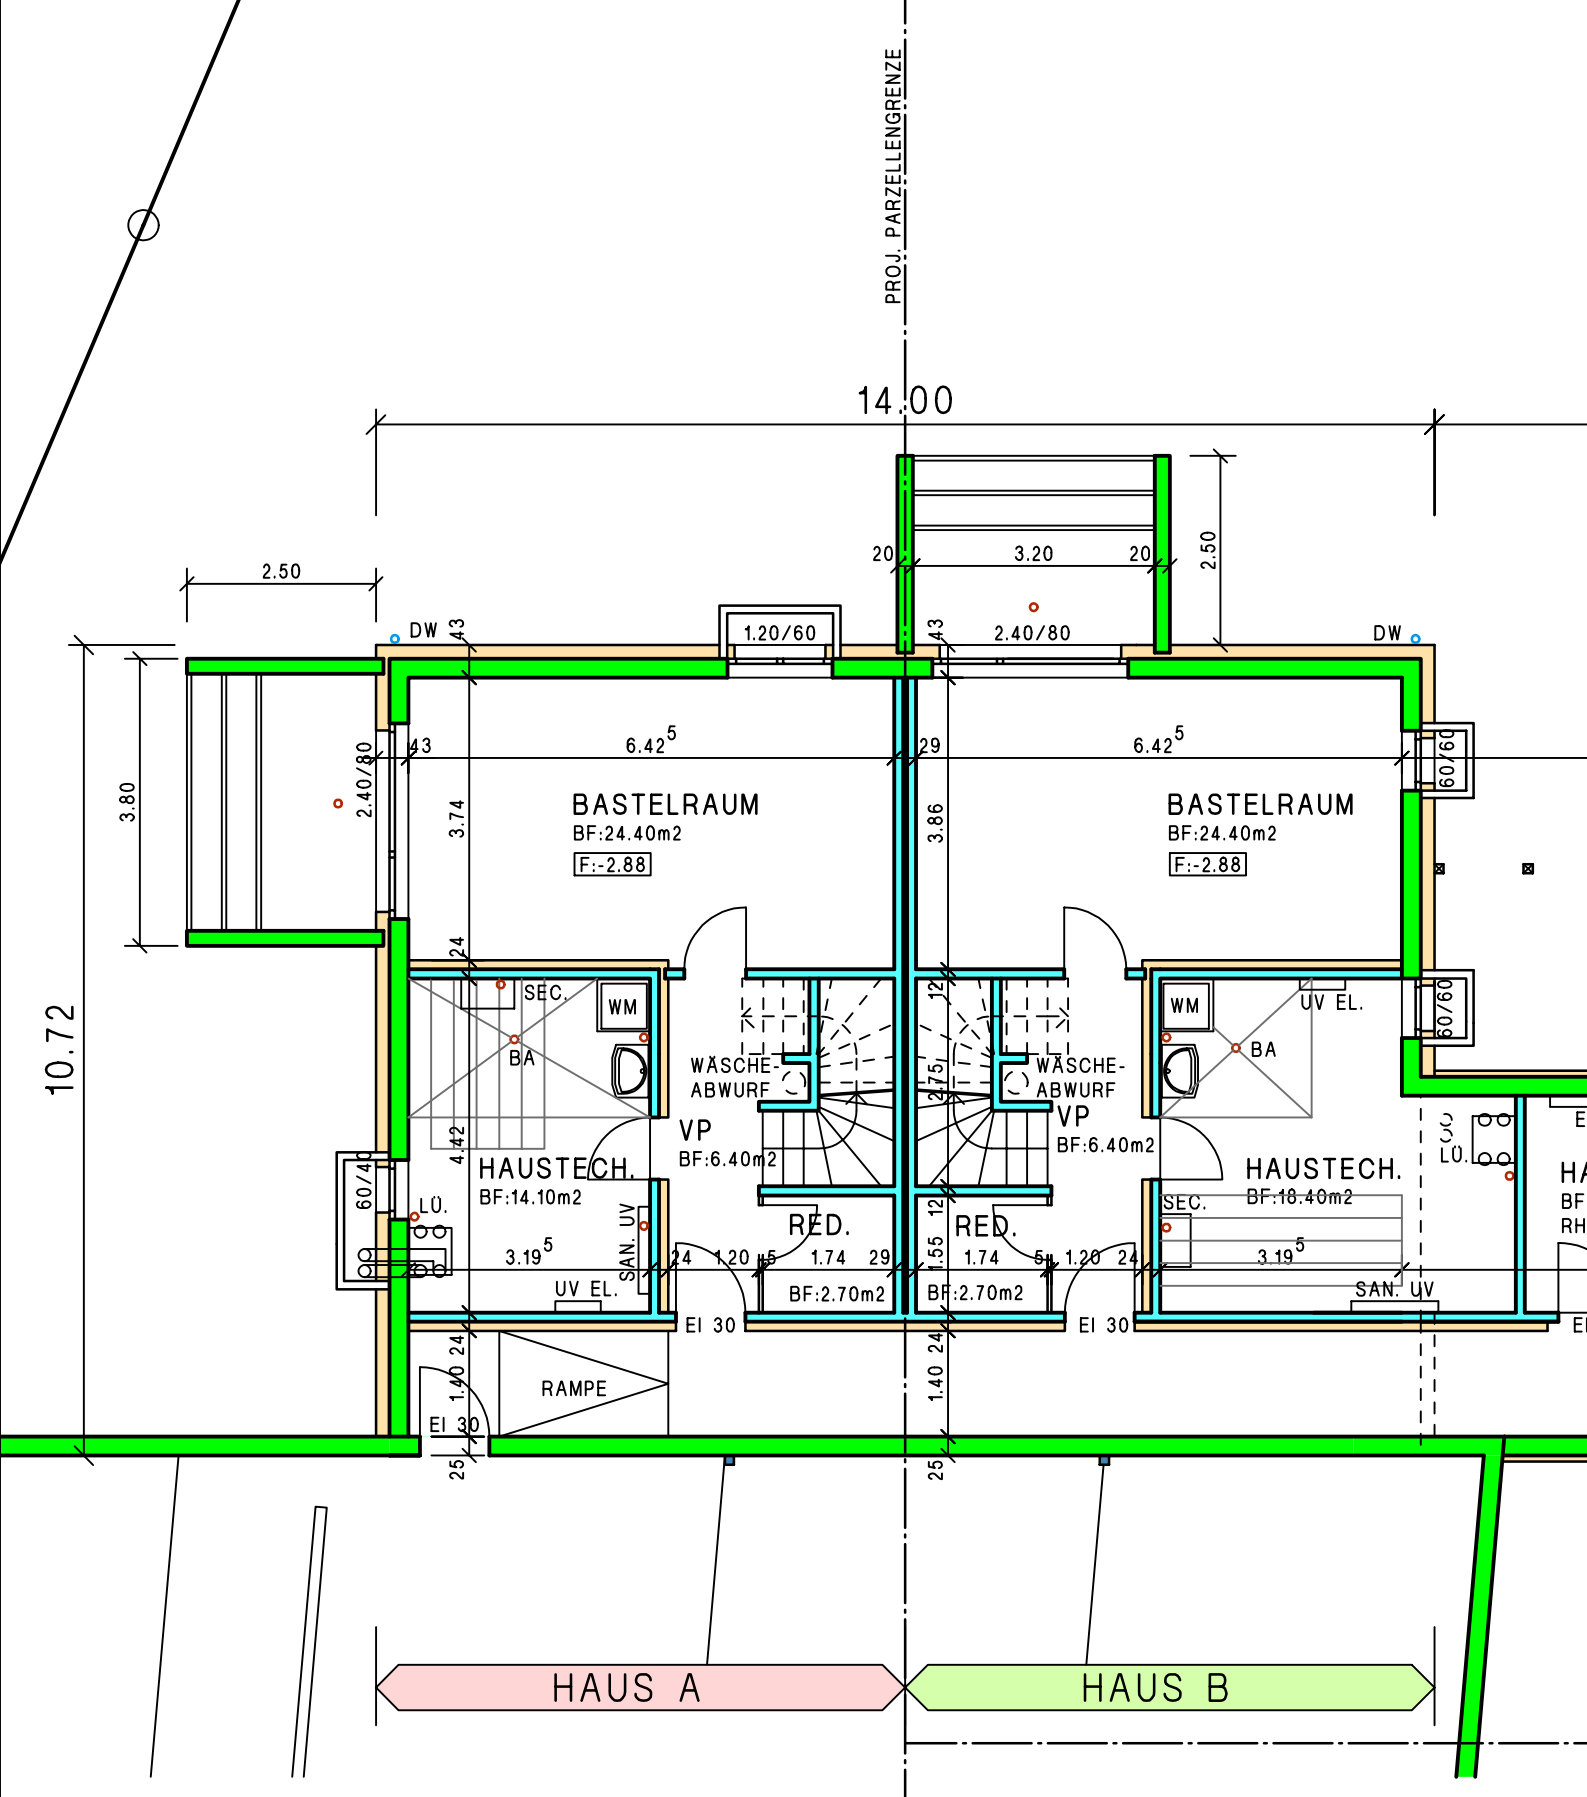 PROJ. PARZELLENGRENZE
14.00
2.50
20
3.20
20
2.50
DW
43
1.20/60
43
2.40/80
DW
3.80
2.40/80
43
6.42⁵
29
6.42⁵
60/60
3.74
BASTELRAUM
BF:24.40m2
F:-2.88
3.86
BASTELRAUM
BF:24.40m2
F:-2.88
24
10.72
SEC.
WM
BA
WÄSCHE-
ABWURF
12
2.75
WÄSCHE-
ABWURF
WM
BA
UV EL.
60/60
4.42
VP
BF:6.40m2
VP
BF:6.40m2
60/40
HAUSTECH.
BF:14.10m2
LÜ.
SAN. UV
RED.
12
RED.
SEC.
HAUSTECH.
BF:18.40m2
LÜ.
E
HA
BF
RH
3.19⁵
24
1.20
5
1.74
29
1.55
1.74
5
1.20
24
3.19⁵
UV EL.
BF:2.70m2
BF:2.70m2
SAN. UV
EI 30
EI 30
EI
24
1.40
RAMPE
24
1.40
EI 30
25
25
HAUS A
HAUS B